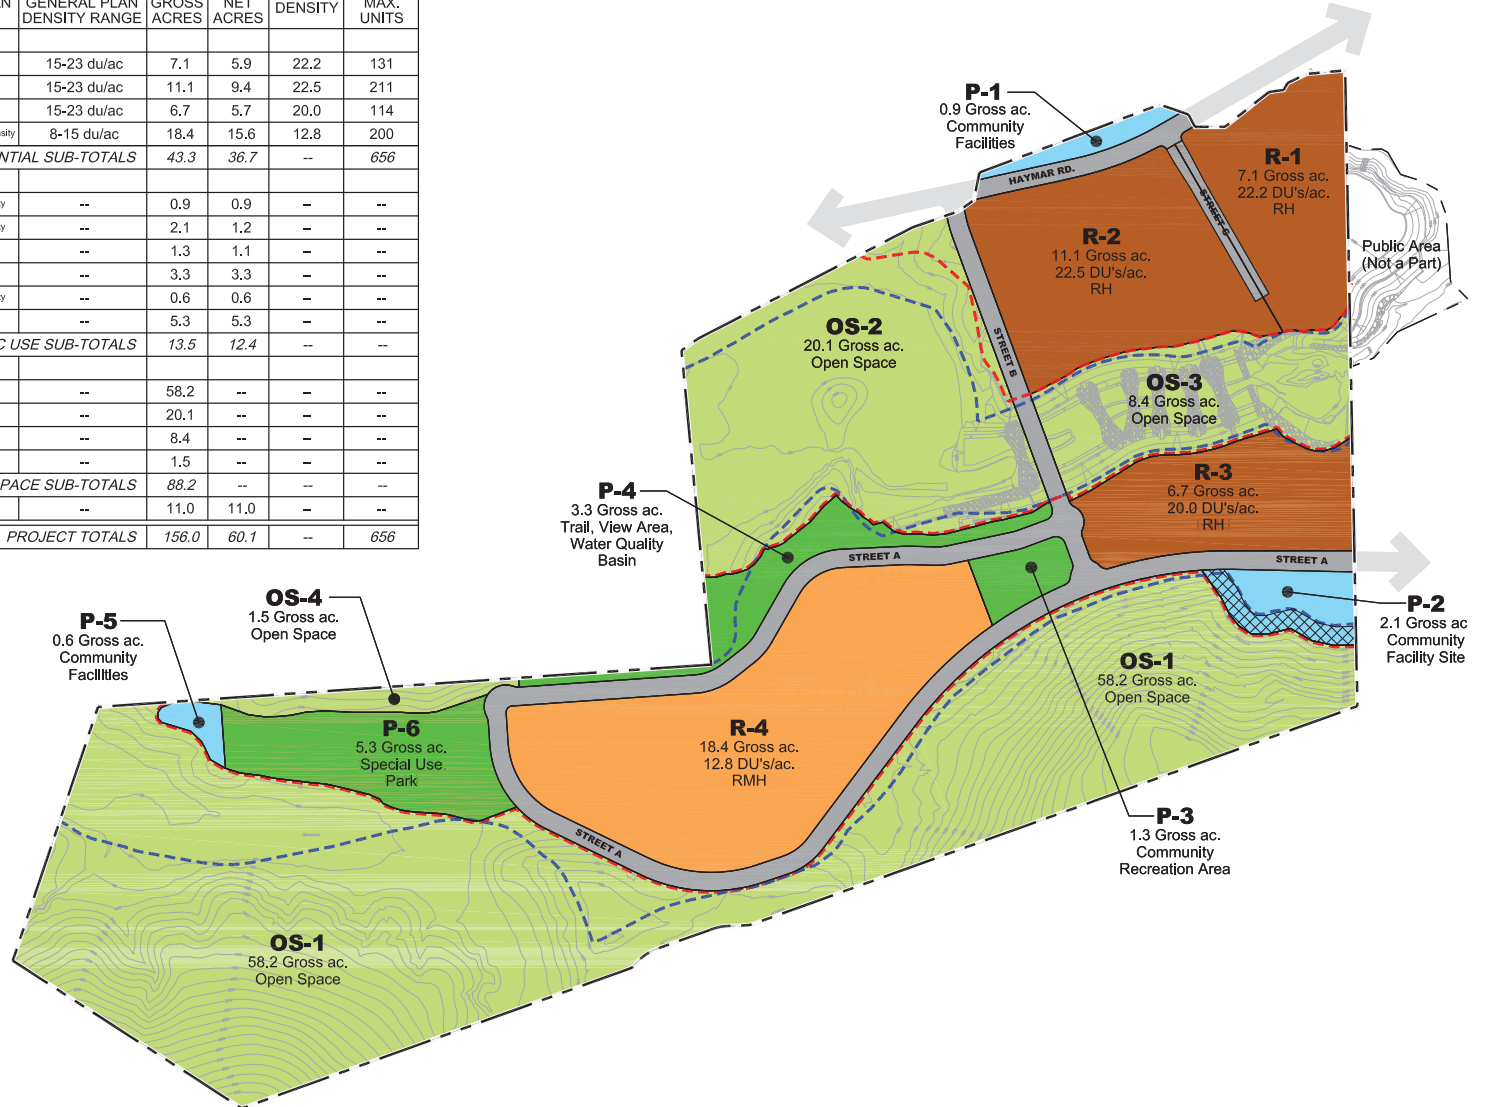 GENERAL PLAN GROSS NET DENSITY MAX.
DENSITY RANGE ACRES ACRES UNITS
15-23 du/ac 7.1 5.9 22.2 131
15-23 du/ac 11.1 9.4 22.5 211
15-23 du/ac 6.7 5.7 20.0 114
8-15 du/ac 18.4 15.6 12.8 200
SUB-TOTALS 43.3 36.7 -- 656
-- 0.9 0.9 – --
-- 2.1 1.2 – --
-- 1.3 1.1 – --
-- 3.3 3.3 – --
-- 0.6 0.6 – --
-- 5.3 5.3 – --
USE SUB-TOTALS 13.5 12.4 -- --
-- 58.2 -- – --
-- 20.1 -- – --
-- 8.4 -- – --
-- 1.5 -- – --
SUB-TOTALS 88.2 -- -- --
-- 11.0 11.0 – --
PROJECT TOTALS 156.0 60.1 -- 656
P-1
0.9 Gross ac.
Community
Facilities
HAYMAR RD.
STREET C
R-1
7.1 Gross ac.
22.2 DU's/ac.
RH
Public Area
(Not a Part)
R-2
11.1 Gross ac.
22.5 DU's/ac.
RH
STREET B
OS-2
20.1 Gross ac.
Open Space
OS-3
8.4 Gross ac.
Open Space
R-3
6.7 Gross ac.
20.0 DU's/ac.
RH
P-4
3.3 Gross ac.
Trail, View Area,
Water Quality
Basin
STREET A
STREET A
P-2
2.1 Gross ac
Community
Facility Site
OS-4
1.5 Gross ac.
Open Space
P-5
0.6 Gross ac.
Community
Facilities
OS-1
58.2 Gross ac.
Open Space
P-6
5.3 Gross ac.
Special Use
Park
R-4
18.4 Gross ac.
12.8 DU's/ac.
RMH
P-3
1.3 Gross ac.
Community
Recreation Area
STREET A
OS-1
58.2 Gross ac.
Open Space